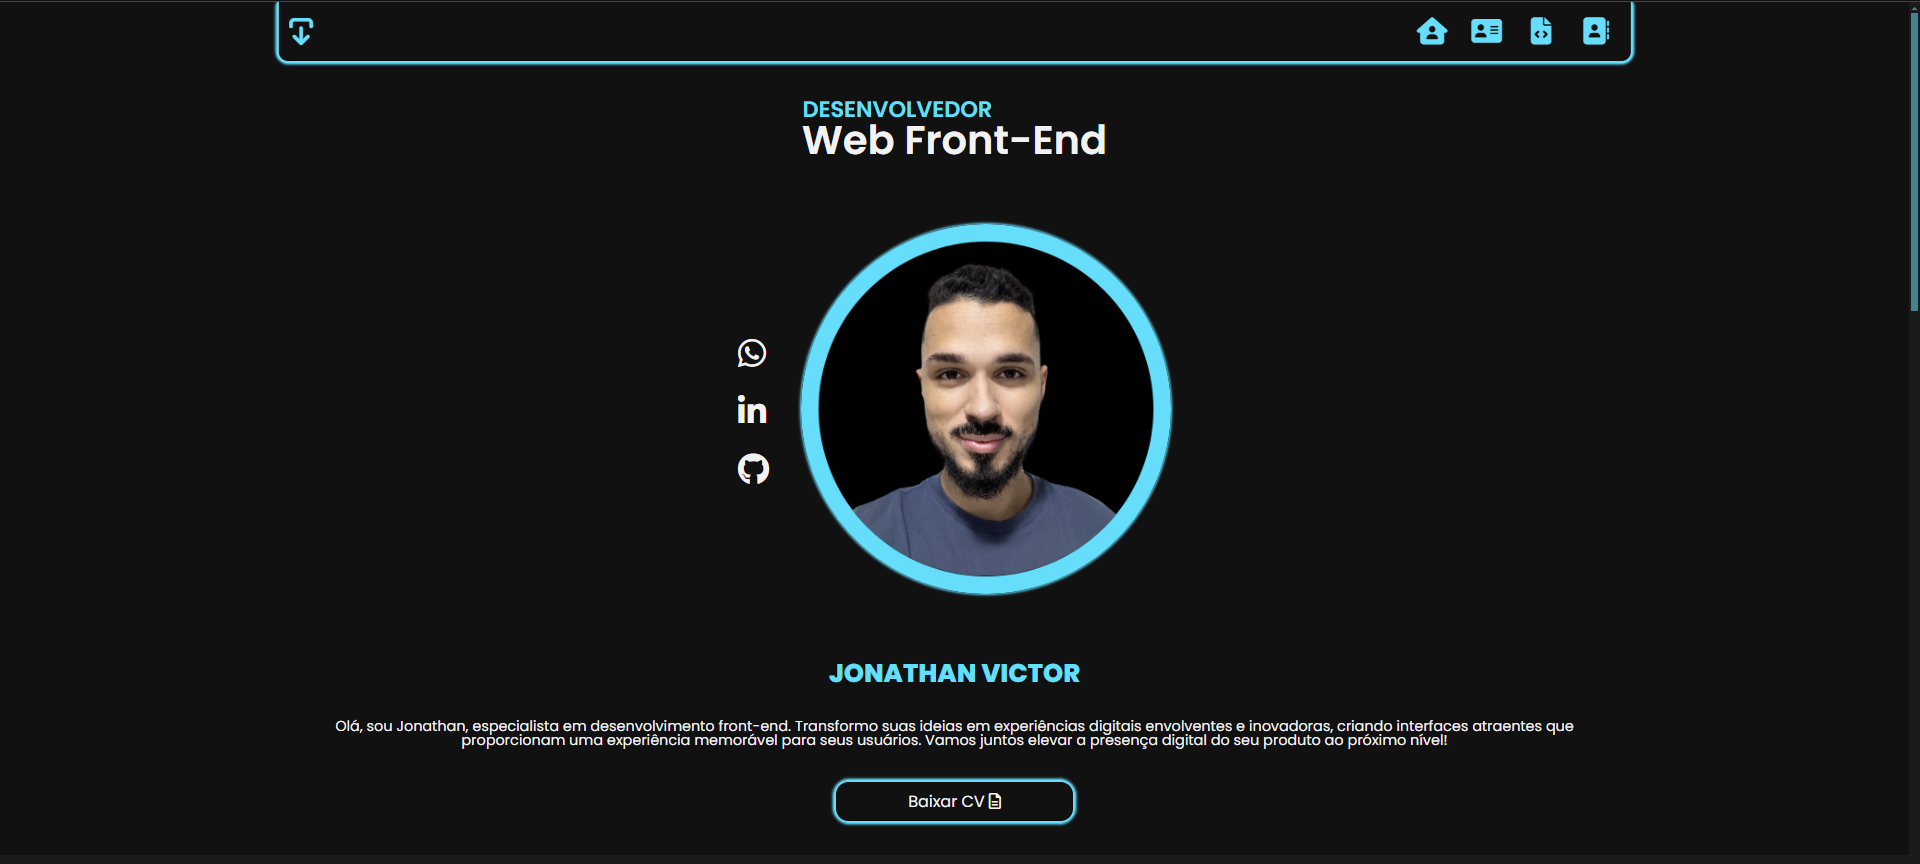 DESENVOLVEDOR
Web Front-End
in
JONATHAN VICTOR
Olá, sou Jonathan, especialista em desenvolvimento front-end. Transformo suas ideias em experiências digitais envolventes e inovadoras, criando interfaces atraentes que
proporcionam uma experiência memorável para seus usuários. Vamos juntos elevar a presença digital do seu produto ao próximo nível!
Baixar CV